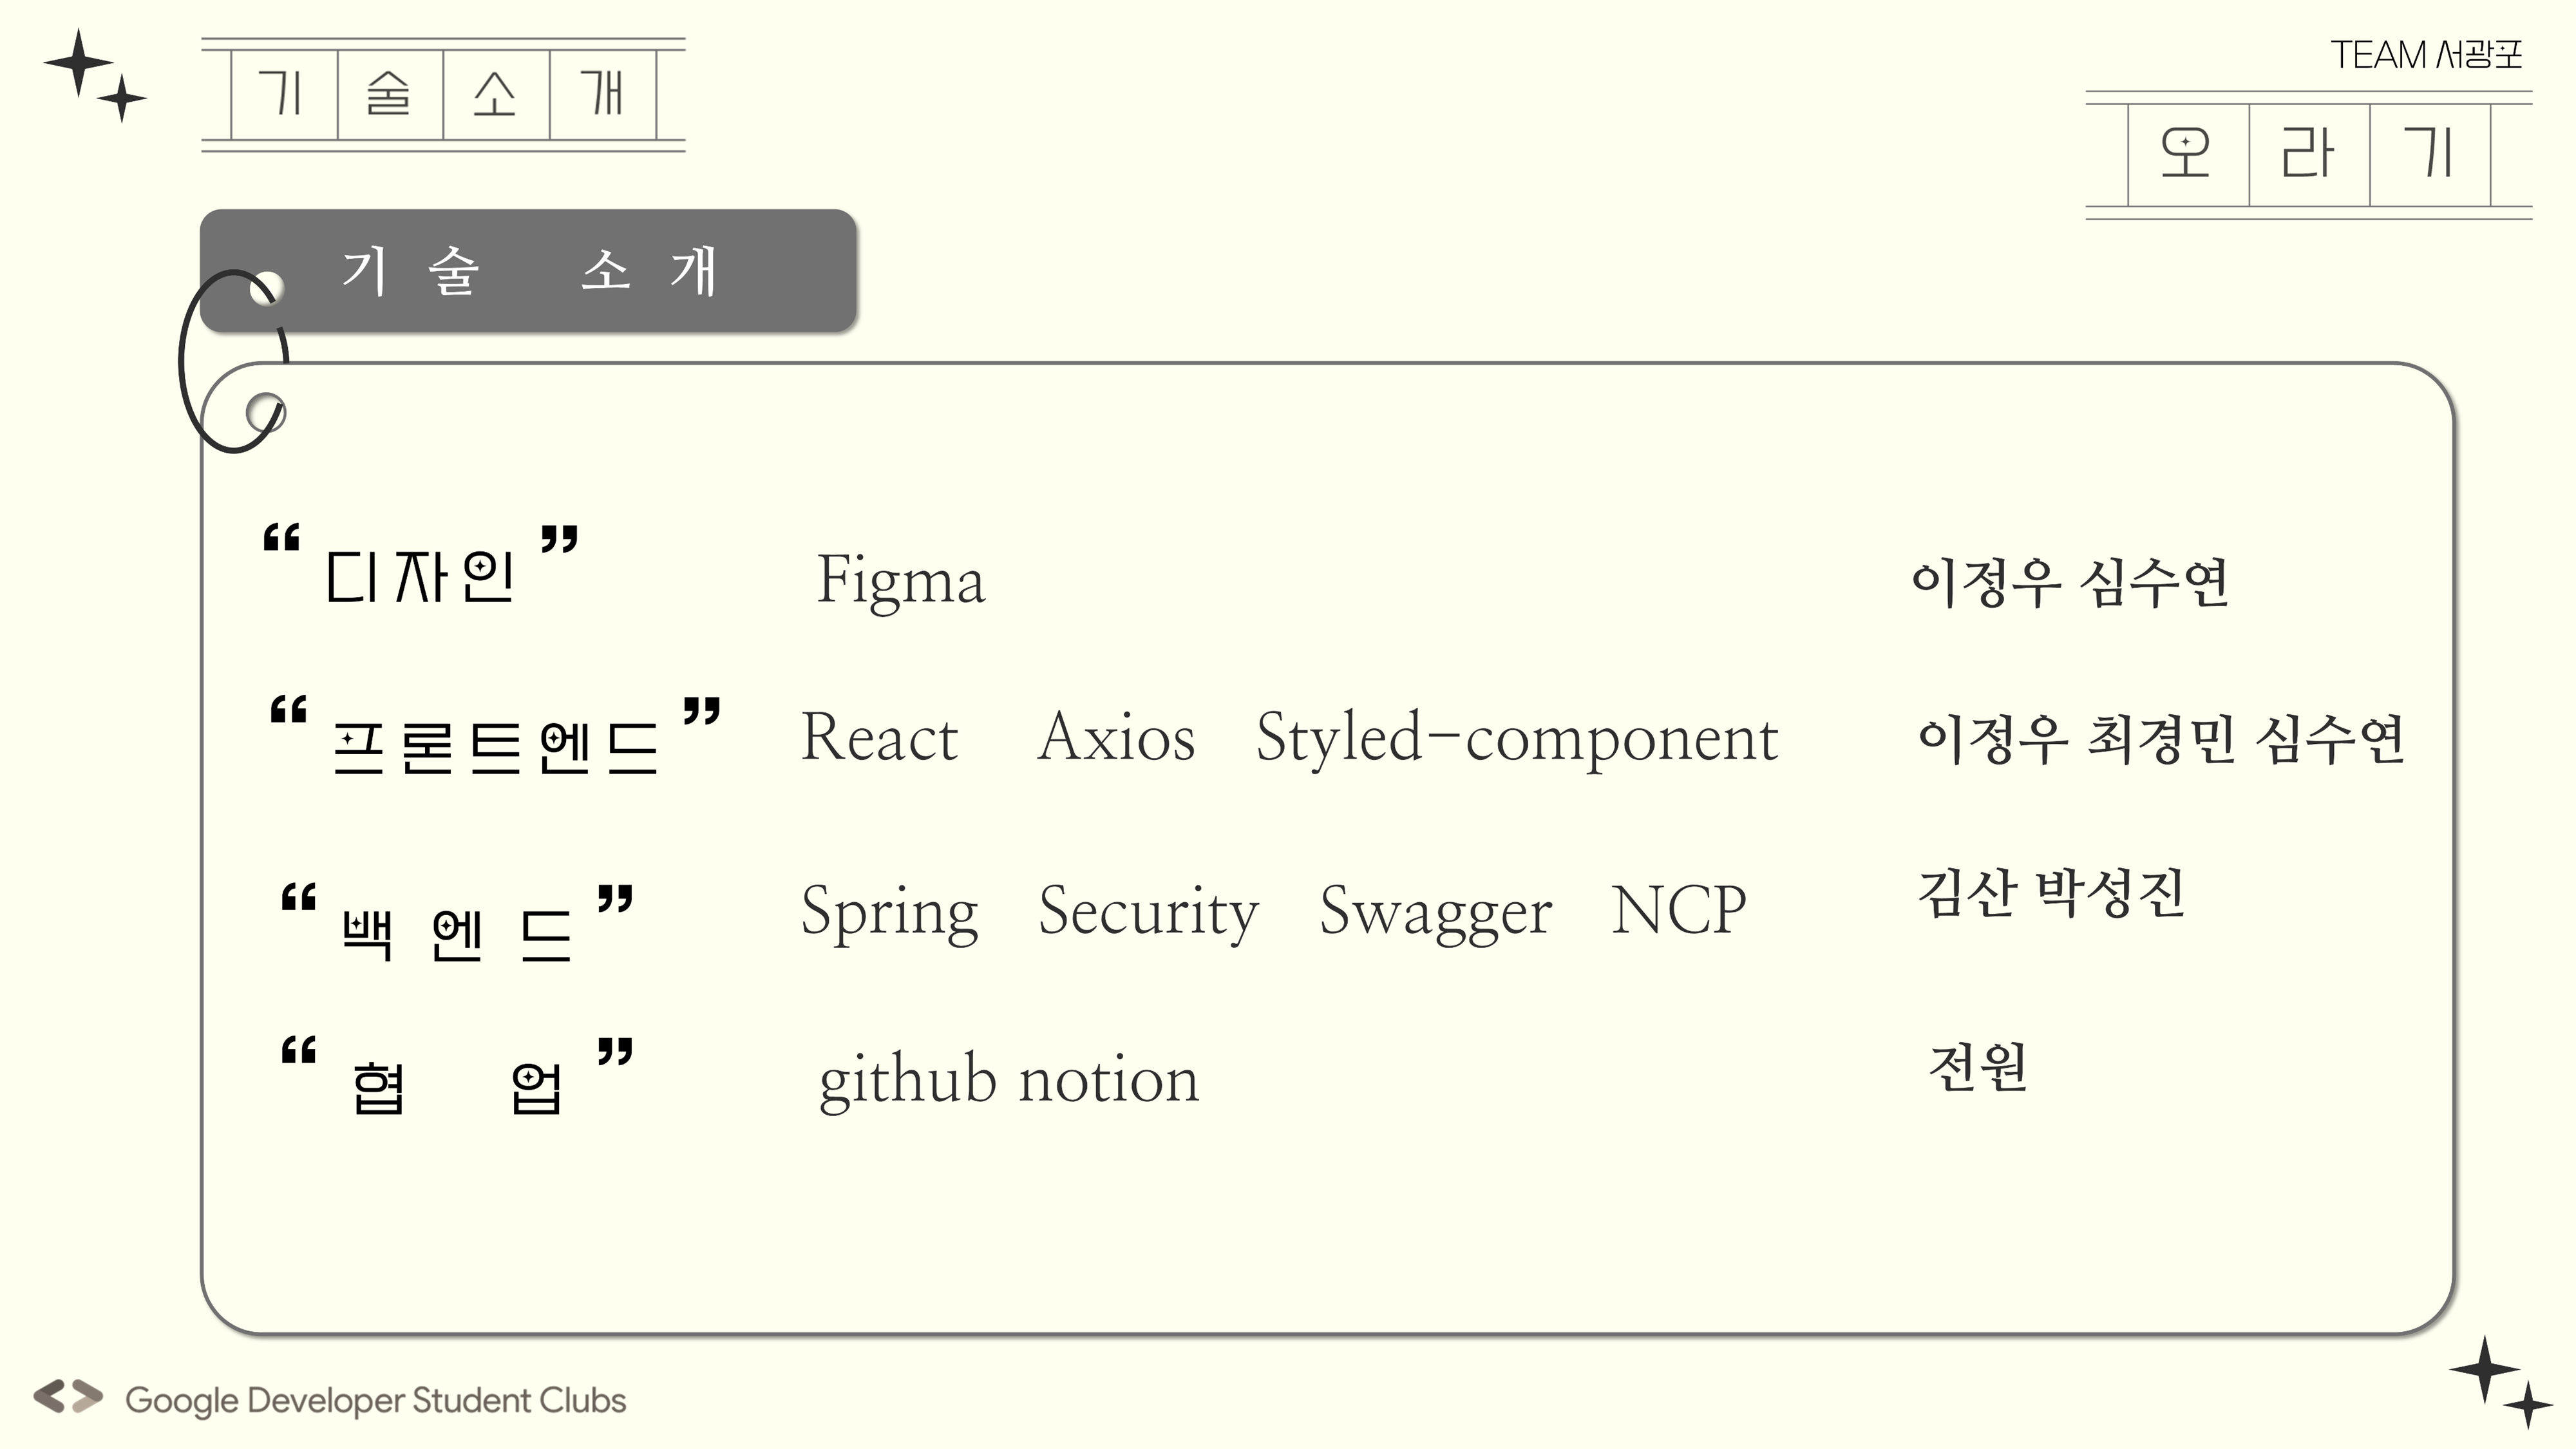 기술소개
TEAM 서광포
오라기
기술 소개
“디자인” Figma 이정우 심수연
“프론트엔드” React Axios Styled-component 이정우 최경민 심수연
“백엔드” Spring Security Swagger NCP 김산 박성진
“협 업” github notion 전원
Google Developer Student Clubs